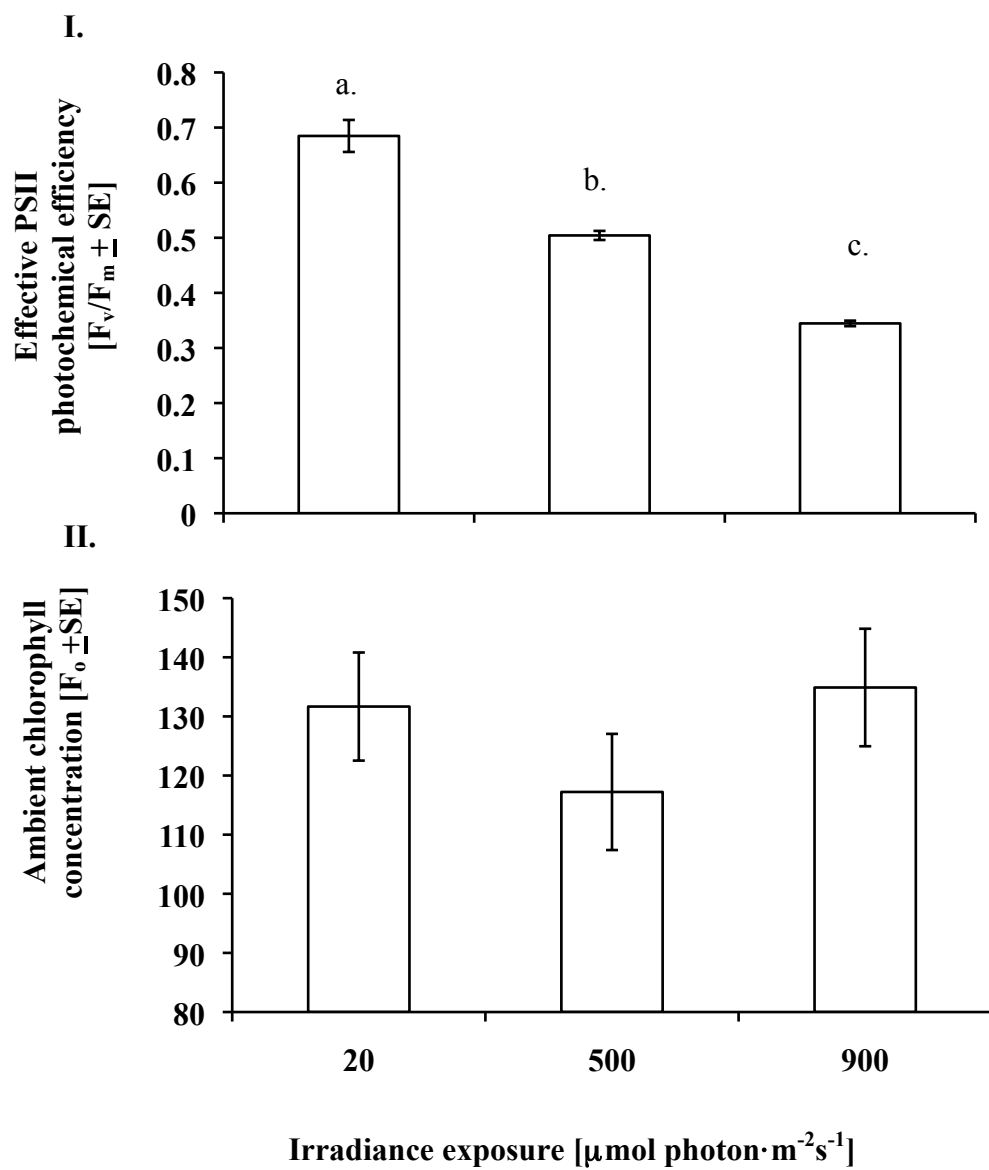 I.
Effective PSII
photochemical efficiency
[Fv/Fm ± SE]
0.8
0.7
0.6
0.5
0.4
0.3
0.2
0.1
0
a.
b.
c.
II.
Ambient chlorophyll
concentration [Fo ±SE]
150
140
130
120
110
100
90
80
20 500 900
Irradiance exposure [µmol photon·m-2s-1]